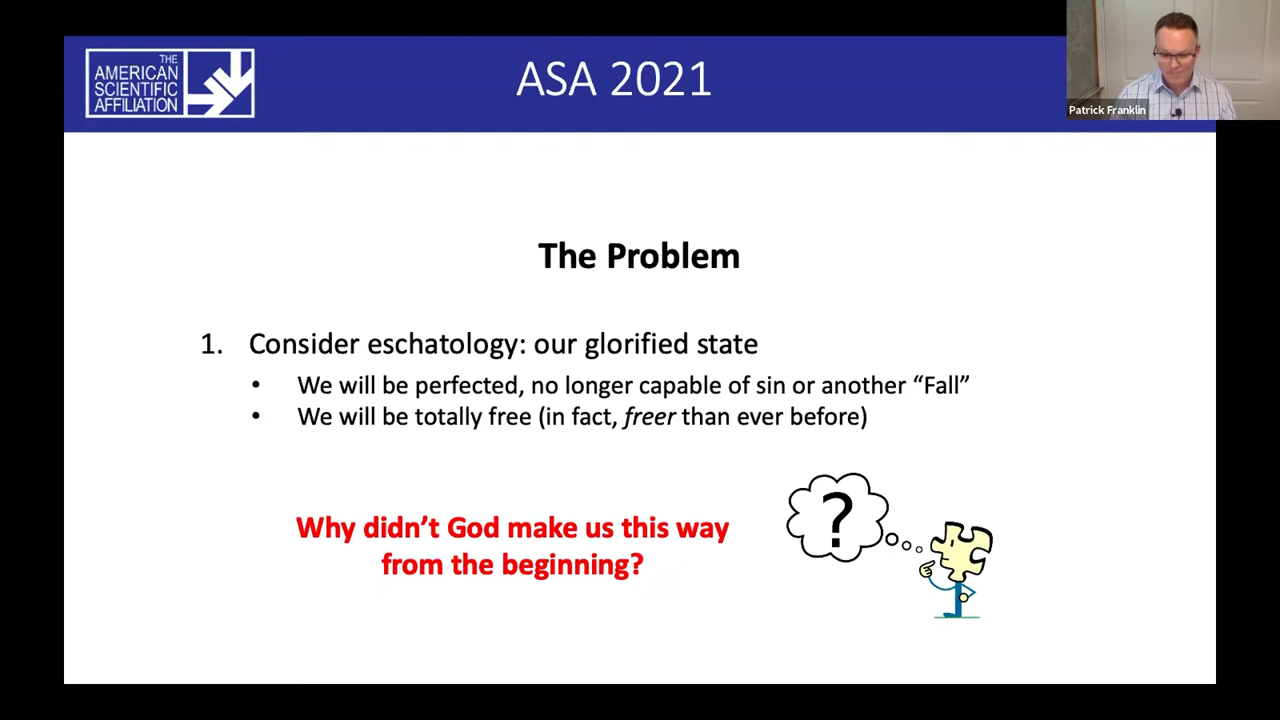 THE
AMERICAN
SCIENTIFIC
AFFILIATION
ASA 2021
Patrick Franklin
The Problem
1. Consider eschatology: our glorified state
• We will be perfected, no longer capable of sin or another “Fall”
• We will be totally free (in fact, freer than ever before)
Why didn’t God make us this way
from the beginning?
?